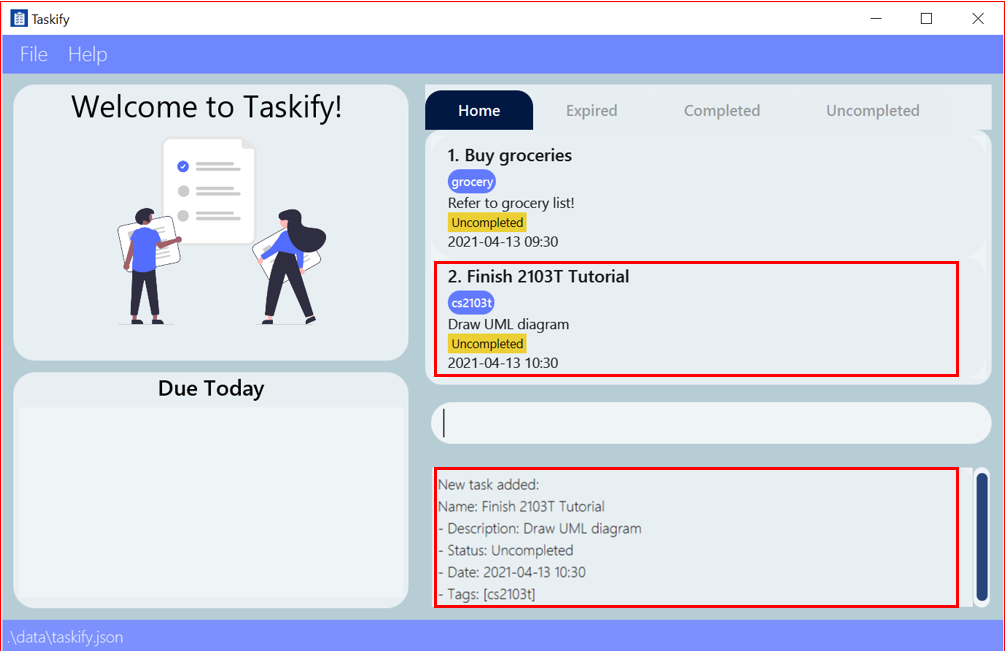 Taskify
File Help
Welcome to Taskify!
Home Expired Completed Uncompleted
1. Buy groceries
grocery
Refer to grocery list!
Uncompleted
2021-04-13 09:30
2. Finish 2103T Tutorial
cs2103t
Draw UML diagram
Uncompleted
2021-04-13 10:30
Due Today
New task added:
Name: Finish 2103T Tutorial
- Description: Draw UML diagram
- Status: Uncompleted
- Date: 2021-04-13 10:30
- Tags: [cs2103t]
.\data\taskify.json